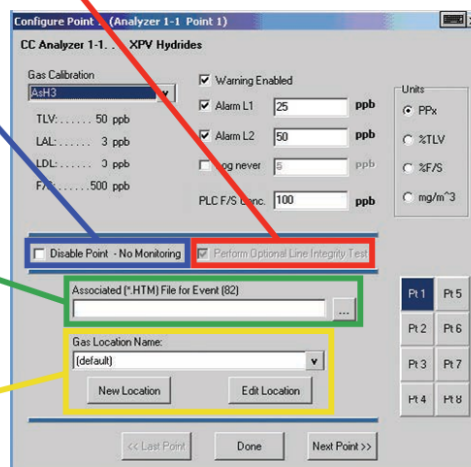 Configure Point 1 (Analyzer 1-1 Point 1)
CC Analyzer 1-1. . . XPV Hydrides
Gas Calibration
AsH3
TLV:. . . . . . 50 ppb
LAL:. . . . . . 3 ppb
LDL:. . . . . . 3 ppb
F/S:. . . . . .500 ppb
Warning Enabled
Alarm L1 25 ppb
Alarm L2 50 ppb
Log never 5 ppb
PLC F/S Conc. 100 ppb
Units
PPx
%TLV
%F/S
mg/m^3
Disable Point - No Monitoring
Perform Optional Line Integrity Test
Associated (*.HTM) File for Event (82)
...
Gas Location Name:
(default)
New Location Edit Location
Pt 1 Pt 5
Pt 2 Pt 6
Pt 3 Pt 7
Pt 4 Pt 8
<< Last Point Done Next Point >>